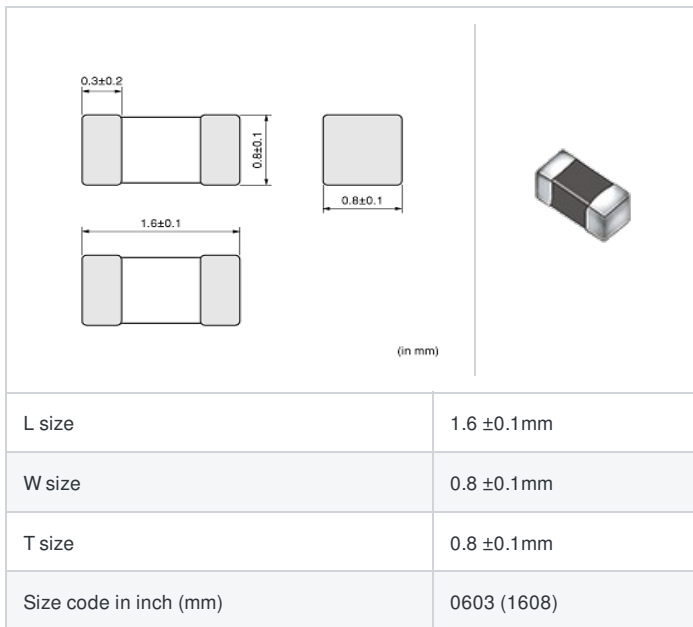 0.3±0.2
0.8±0.1
0.8±0.1
1.6±0.1
(in mm)
L size 1.6 ±0.1mm
W size 0.8 ±0.1mm
T size 0.8 ±0.1mm
Size code in inch (mm) 0603 (1608)